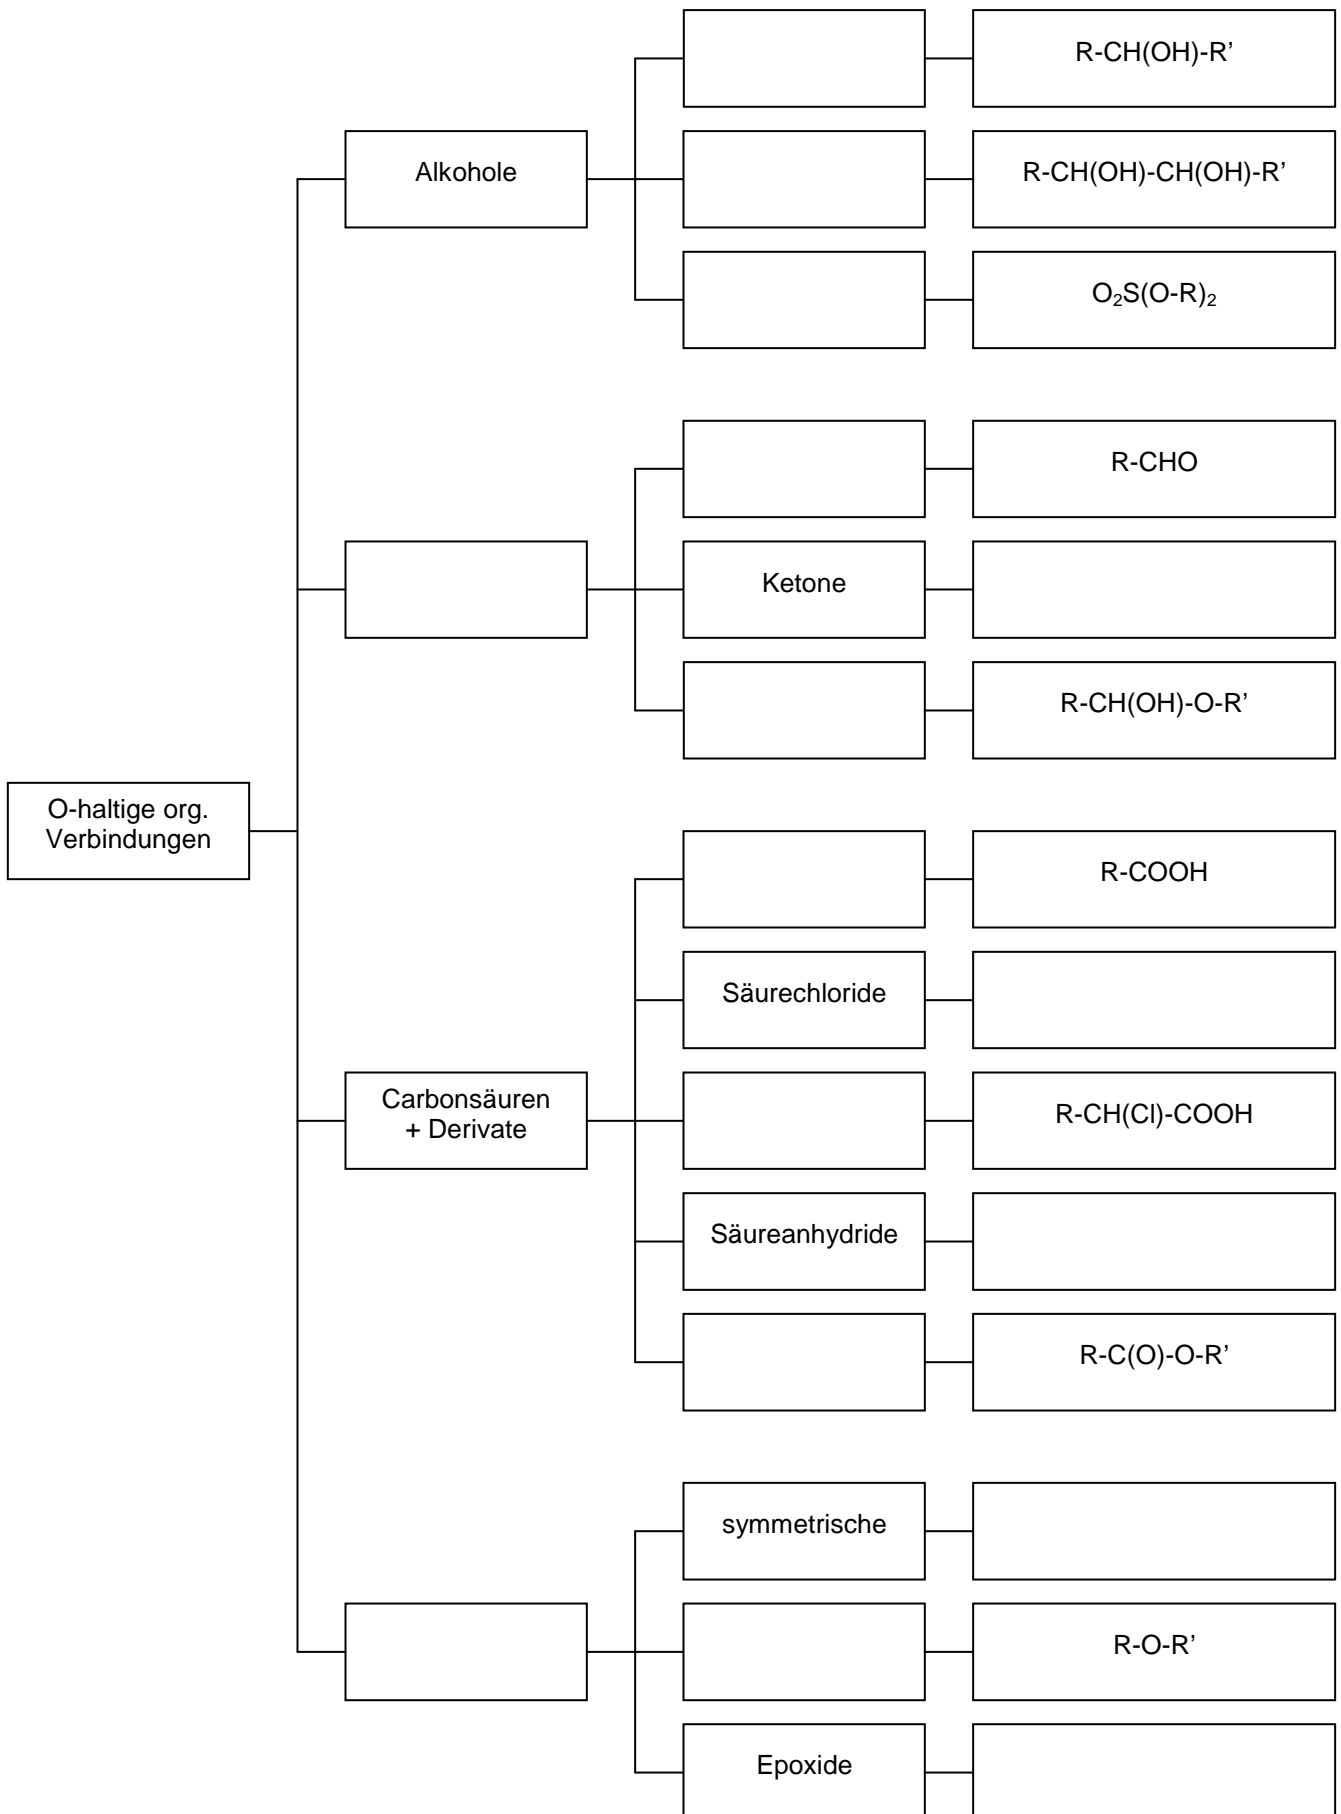 R-CH(OH)-R’
Alkohole
R-CH(OH)-CH(OH)-R’
O₂S(O-R)₂
R-CHO
Ketone
R-CH(OH)-O-R’
O-haltige org.
Verbindungen
R-COOH
Säurechloride
Carbonsäuren
+ Derivate
R-CH(Cl)-COOH
Säureanhydride
R-C(O)-O-R’
symmetrische
R-O-R’
Epoxide